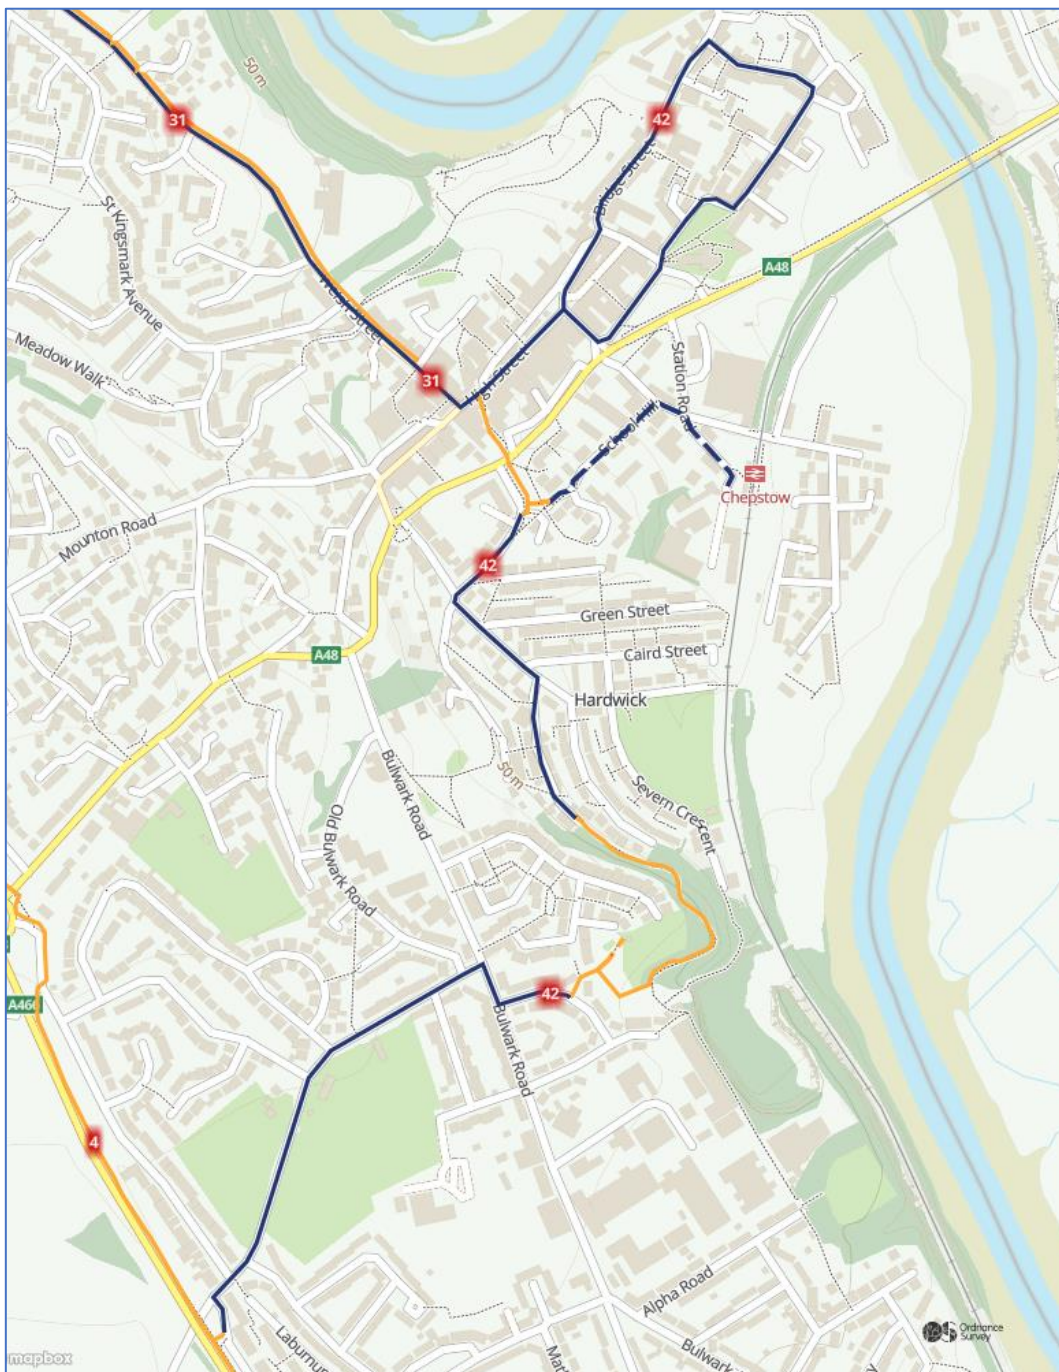 50 m
31
42
Bridge Street
St Kingsmark Avenue
A48
Welsh Street
Meadow Walk
31
High Street
Station Road
School Hill
Chepstow
Mounton Road
42
Green Street
A48
Caird Street
Hardwick
50 m
Bulwark Road
Severn Crescent
Old Bulwark Road
A466
42
Bulwark Road
4
Alpha Road
Laburnum
Bulwark
Ordnance
Survey
mapbox